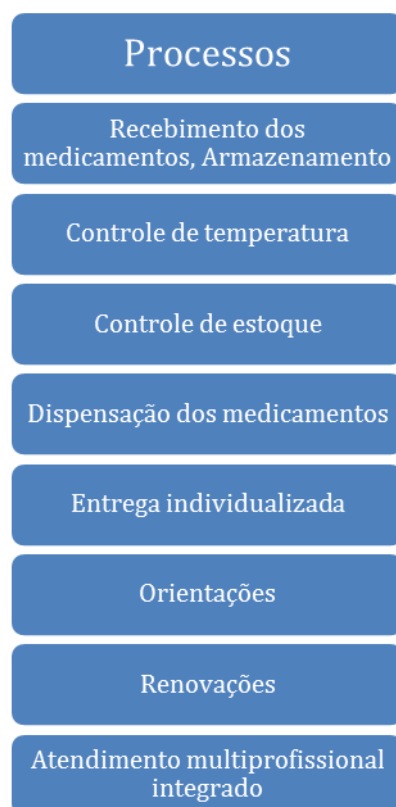 Processos
Recebimento dos
medicamentos, Armazenamento
Controle de temperatura
Controle de estoque
Dispensação dos medicamentos
Entrega individualizada
Orientações
Renovações
Atendimento multiprofissional
integrado